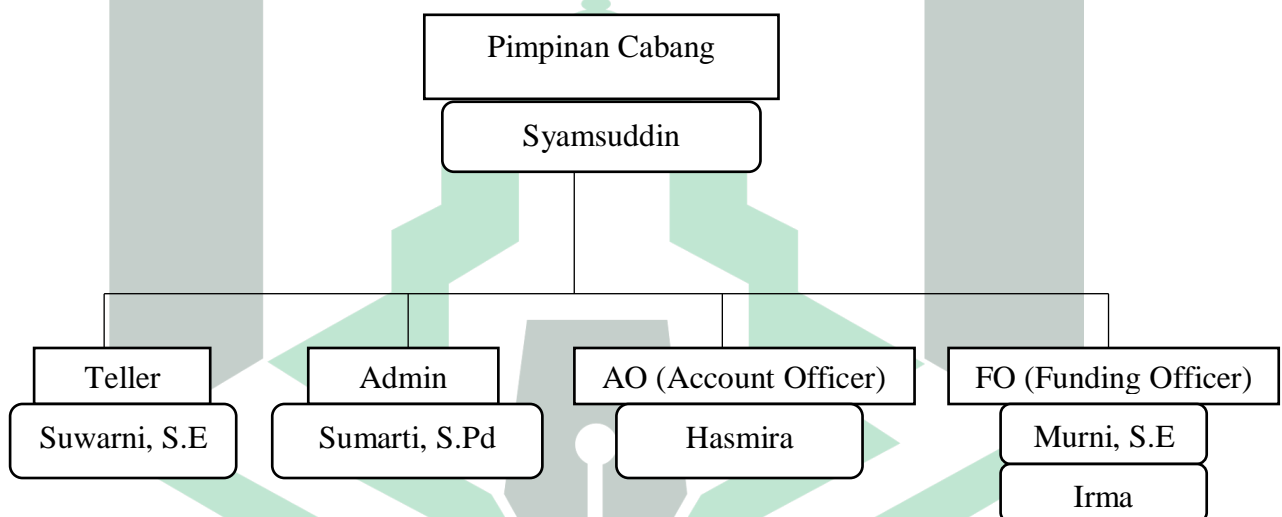 Pimpinan Cabang
Syamsuddin
Teller
Admin
AO (Account Officer)
FO (Funding Officer)
Suwarni, S.E
Sumarti, S.Pd
Hasmira
Murni, S.E
Irma